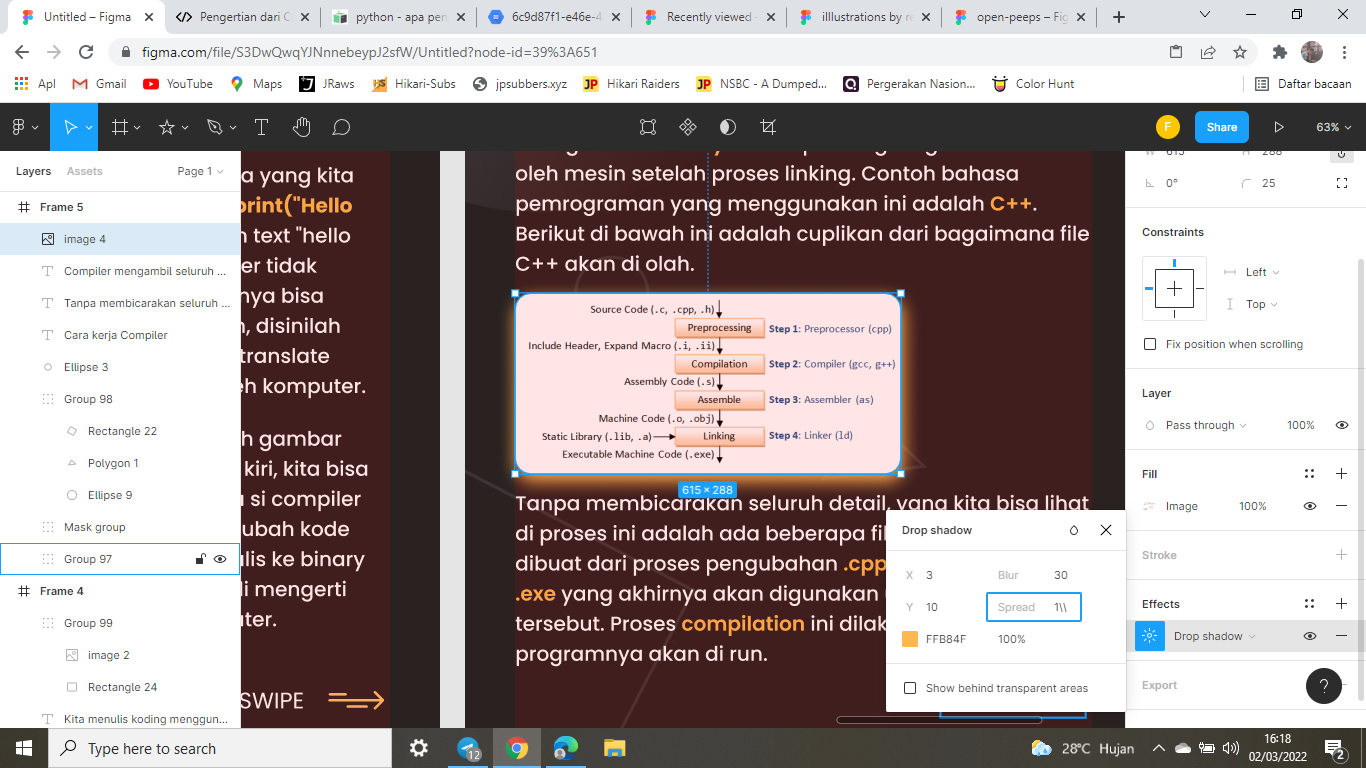 Untitled – Figma
Pengertian dari C
python - apa pen
6c9d87f1-e46e-4
Recently viewed -
illlustrations by
open-peeps – Fig
figma.com/file/S3DwQwqYJNnnebeypJ2sfW/Untitled?node-id=39%3A651
Apl
Gmail
YouTube
Maps
JRaws
Hikari-Subs
jpsubbers.xyz
Hikari Raiders
NSBC - A Dumped...
Pergerakan Nasion...
Color Hunt
Daftar bacaan
F
Share
63%
Layers
Assets
Page 1
Frame 5
image 4
Compiler mengambil seluruh ...
Tanpa membicarakan seluruh ...
Cara kerja Compiler
Ellipse 3
Group 98
Rectangle 22
Polygon 1
Ellipse 9
Mask group
Group 97
Frame 4
Group 99
image 2
Rectangle 24
Kita menulis koding menggun...
a yang kita
print("Hello
n text "hello
er tidak
nya bisa
n, disinilah
translate
eh komputer.
h gambar
kiri, kita bisa
si compiler
ubah kode
ulis ke binary
di mengerti
uter.
SWIPE
oleh mesin setelah proses linking. Contoh bahasa
pemrograman yang menggunakan ini adalah C++.
Berikut di bawah ini adalah cuplikan dari bagaimana file
C++ akan di olah.
Source Code (.c, .cpp, .h)
Preprocessing
Step 1: Preprocessor (cpp)
Include Header, Expand Macro (.i, .ii)
Compilation
Step 2: Compiler (gcc, g++)
Assembly Code (.s)
Assemble
Step 3: Assembler (as)
Machine Code (.o, .obj)
Static Library (.lib, .a)
Linking
Step 4: Linker (ld)
Executable Machine Code (.exe)
615 × 288
Tanpa membicarakan seluruh detail, yang kita bisa lihat
di proses ini adalah ada beberapa fil
dibuat dari proses pengubahan .cpp
.exe yang akhirnya akan digunakan
tersebut. Proses compilation ini dilak
programnya akan di run.
Drop shadow
X 3
Blur 30
Y 10
Spread 1\\
FFB84F
100%
Show behind transparent areas
W 615
H 288
0°
25
Constraints
Left
Top
Fix position when scrolling
Layer
Pass through
100%
Fill
Image
100%
Stroke
Effects
Drop shadow
Export
?
Type here to search
12
28°C Hujan
16:18
02/03/2022
2